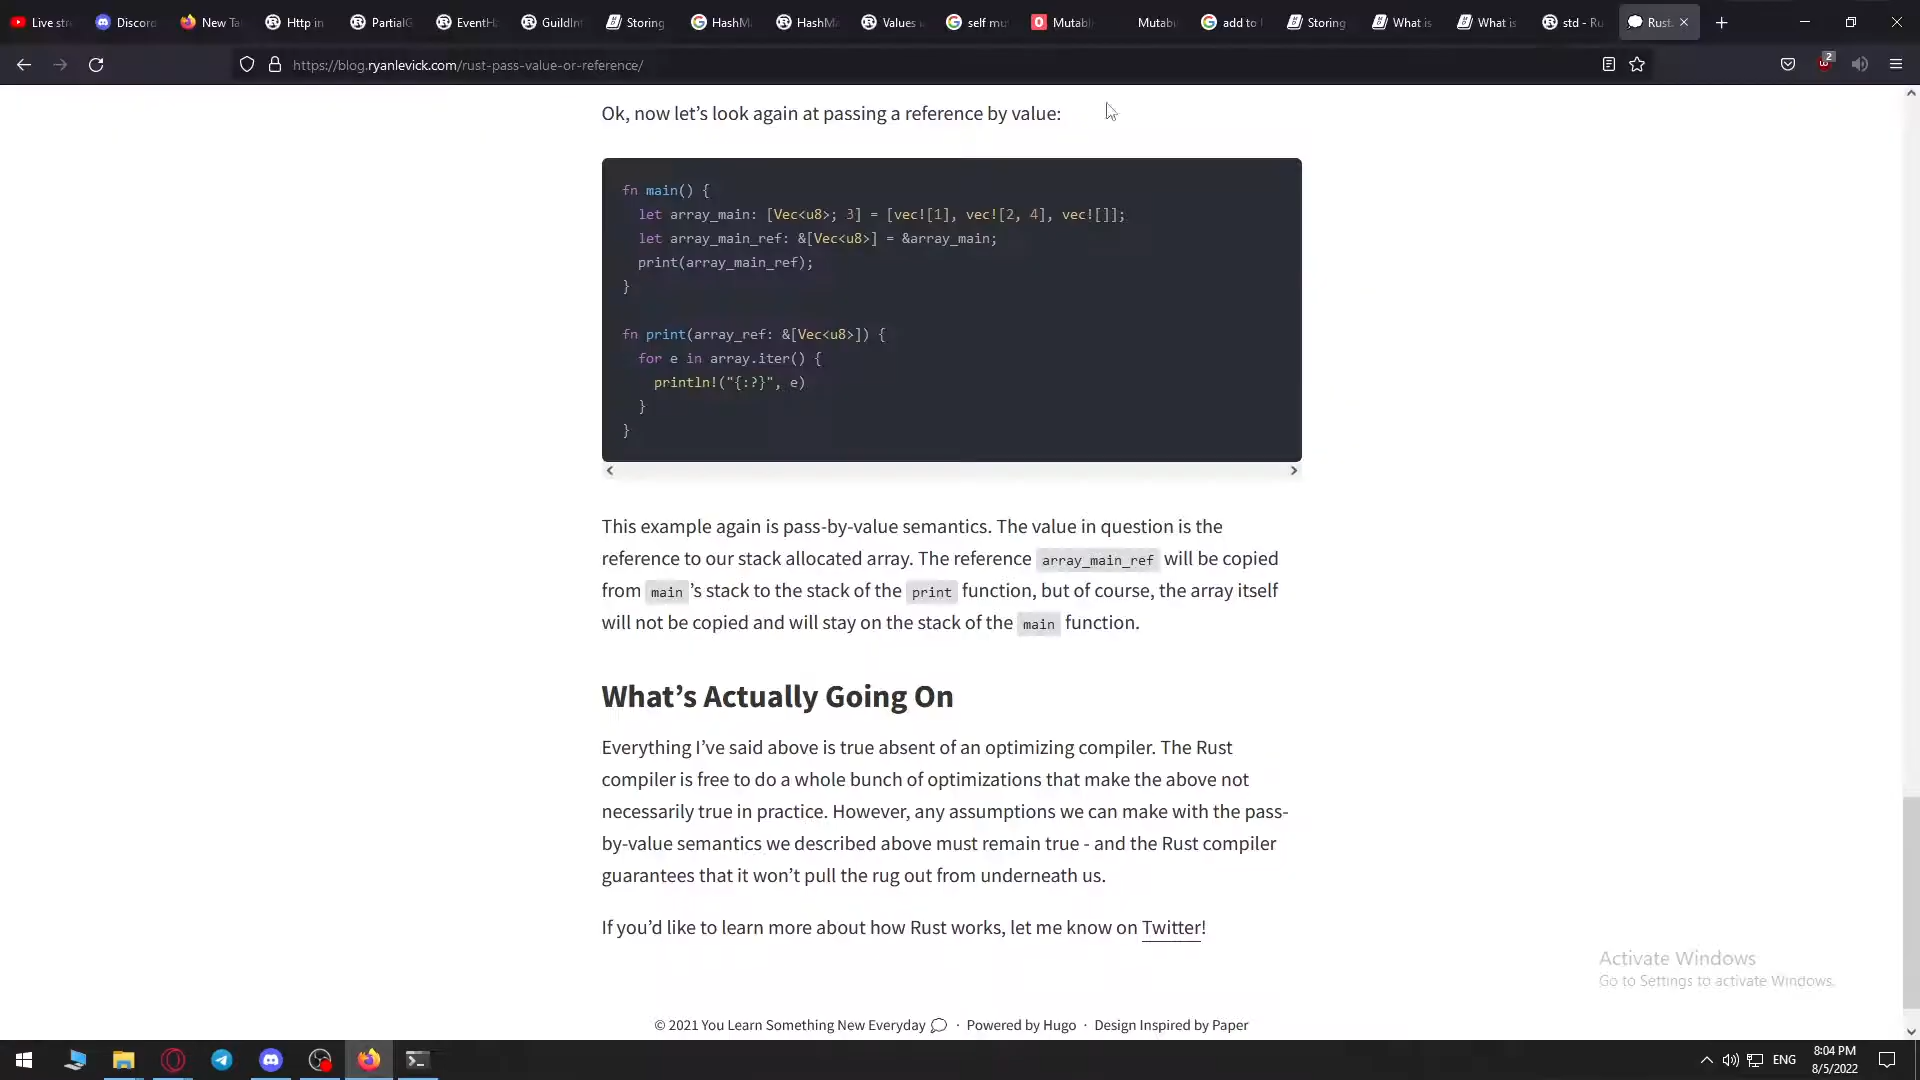 Live str
Discord
New Ta
Http in
PartialG
EventHa
GuildInf
Storing
HashM
HashMa
Values u
self mu
Mutabl
Mutabi
add to
Storing
What is
What is
std - Ru
Rust
https://blog.ryanlevick.com/rust-pass-value-or-reference/
2
Ok, now let’s look again at passing a reference by value:
fn main() {
let array_main: [Vec<u8>; 3] = [vec![1], vec![2, 4], vec![]];
let array_main_ref: &[Vec<u8>] = &array_main;
print(array_main_ref);
}
fn print(array_ref: &[Vec<u8>]) {
for e in array.iter() {
println!("{:?}", e)
}
}
This example again is pass-by-value semantics. The value in question is the
reference to our stack allocated array. The reference array_main_ref will be copied
from main ’s stack to the stack of the print function, but of course, the array itself
will not be copied and will stay on the stack of the main function.
What’s Actually Going On
Everything I’ve said above is true absent of an optimizing compiler. The Rust
compiler is free to do a whole bunch of optimizations that make the above not
necessarily true in practice. However, any assumptions we can make with the pass-
by-value semantics we described above must remain true - and the Rust compiler
guarantees that it won’t pull the rug out from underneath us.
If you’d like to learn more about how Rust works, let me know on Twitter!
Activate Windows
Go to Settings to activate Windows.
© 2021 You Learn Something New Everyday · Powered by Hugo · Design Inspired by Paper
ENG
8:04 PM
8/5/2022